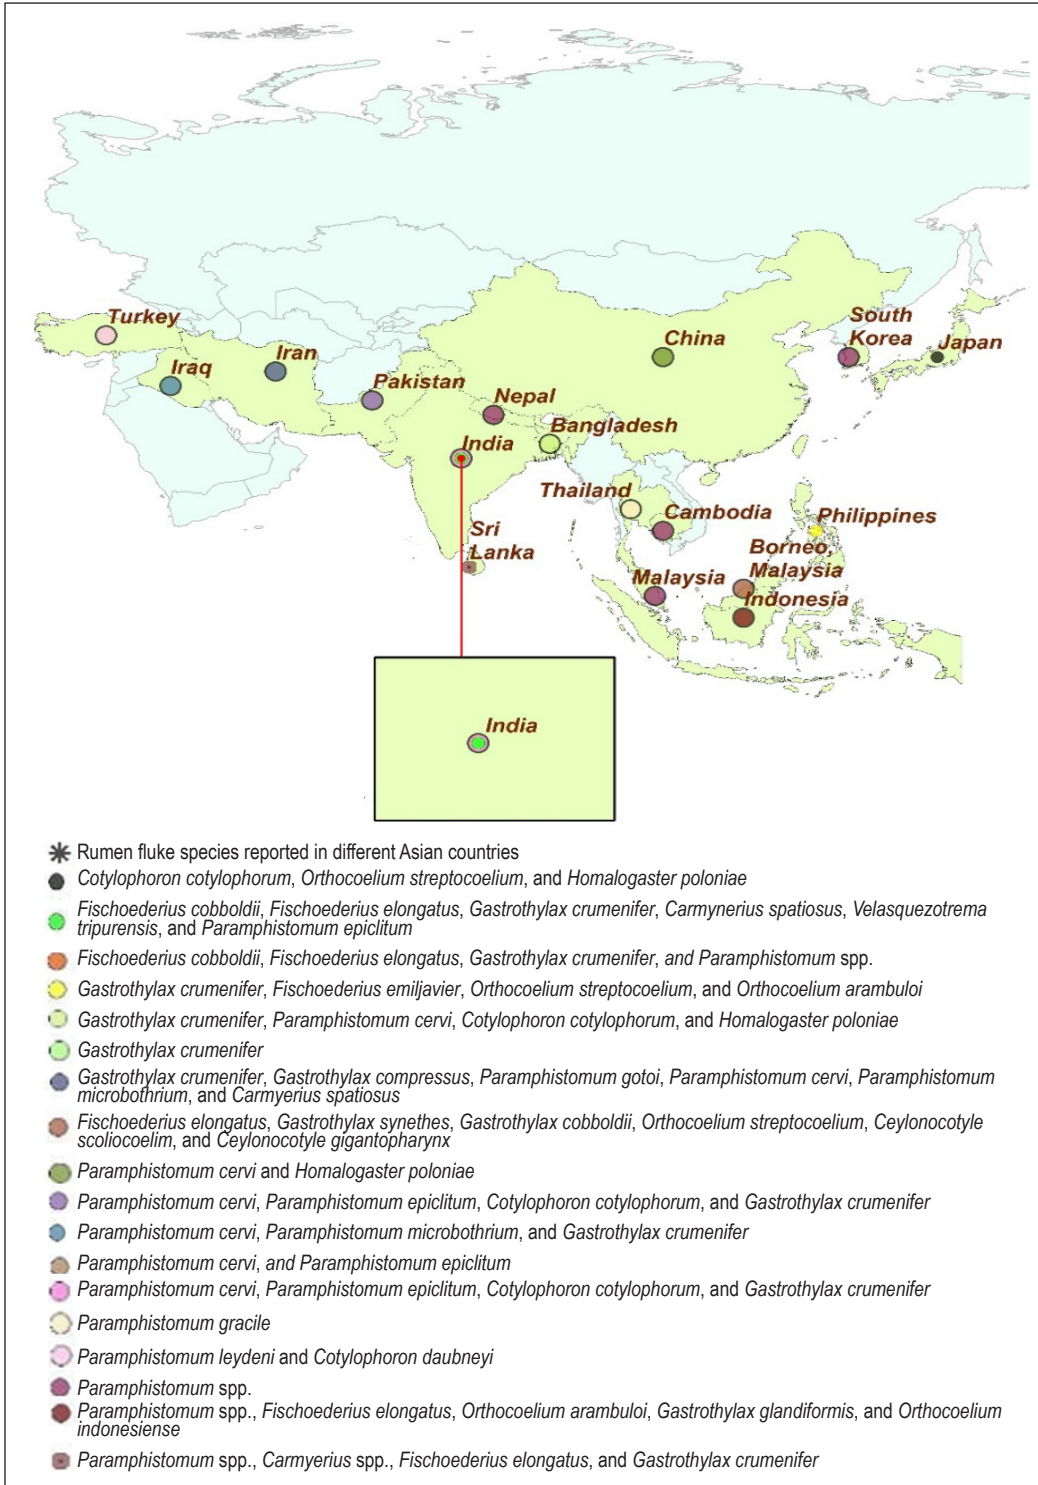 Turkey
Iraq
Iran
Pakistan
Nepal
India
Bangladesh
China
South
Korea
Japan
Thailand
Cambodia
Philippines
Sri
Lanka
Malaysia
Borneo,
Malaysia
Indonesia
India
Rumen fluke species reported in different Asian countries
Cotylophoron cotylophorum, Orthocoelium streptocoelium, and Homalogaster poloniae
Fischoederius cobboldii, Fischoederius elongatus, Gastrothylax crumenifer, Carmynerius spatiosus, Velasquezotrema
tripurensis, and Paramphistomum epiclitum
Fischoederius cobboldii, Fischoederius elongatus, Gastrothylax crumenifer, and Paramphistomum spp.
Gastrothylax crumenifer, Fischoederius emiljavier, Orthocoelium streptocoelium, and Orthocoelium arambuloi
Gastrothylax crumenifer, Paramphistomum cervi, Cotylophoron cotylophorum, and Homalogaster poloniae
Gastrothylax crumenifer
Gastrothylax crumenifer, Gastrothylax compressus, Paramphistomum gotoi, Paramphistomum cervi, Paramphistomum
microbothrium, and Carmyerius spatiosus
Fischoederius elongatus, Gastrothylax synethes, Gastrothylax cobboldii, Orthocoelium streptocoelium, Ceylonocotyle
scoliocoelim, and Ceylonocotyle gigantopharynx
Paramphistomum cervi and Homalogaster poloniae
Paramphistomum cervi, Paramphistomum epiclitum, Cotylophoron cotylophorum, and Gastrothylax crumenifer
Paramphistomum cervi, Paramphistomum microbothrium, and Gastrothylax crumenifer
Paramphistomum cervi, and Paramphistomum epiclitum
Paramphistomum cervi, Paramphistomum epiclitum, Cotylophoron cotylophorum, and Gastrothylax crumenifer
Paramphistomum gracile
Paramphistomum leydeni and Cotylophoron daubneyi
Paramphistomum spp.
Paramphistomum spp., Fischoederius elongatus, Orthocoelium arambuloi, Gastrothylax glandiformis, and Orthocoelium
indonesiense
Paramphistomum spp., Carmyerius spp., Fischoederius elongatus, and Gastrothylax crumenifer